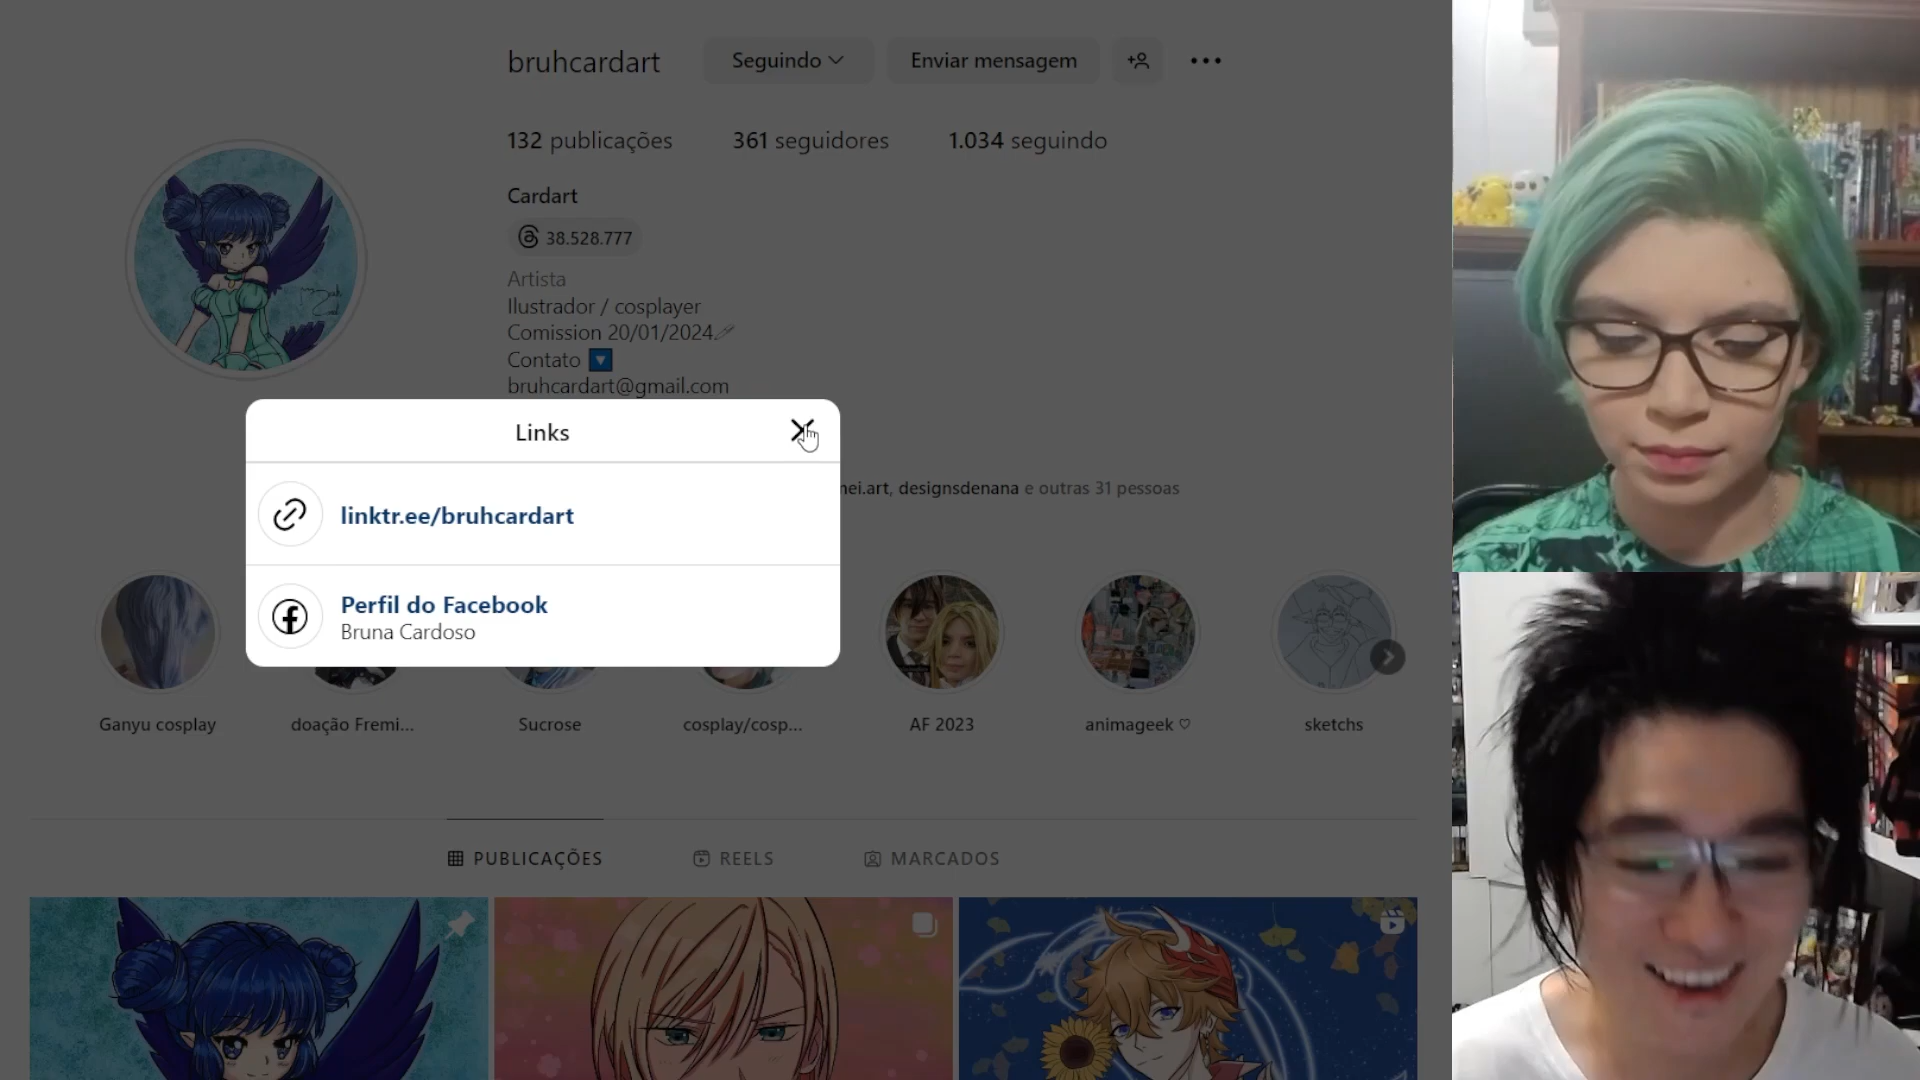 bruhcardart
Seguindo
Enviar mensagem
132 publicações
361 seguidores
1.034 seguindo
Cardart
38.528.777
Artista
Ilustrador / cosplayer
Comission 20/01/2024
Contato
bruhcardart@gmail.com
Links
linktr.ee/bruhcardart
Perfil do Facebook
Bruna Cardoso
designsdenana e outras 31 pessoas
Ganyu cosplay
doação Fremi...
Sucrose
cosplay/cosp...
AF 2023
animageek ♡
sketchs
PUBLICAÇÕES
REELS
MARCADOS